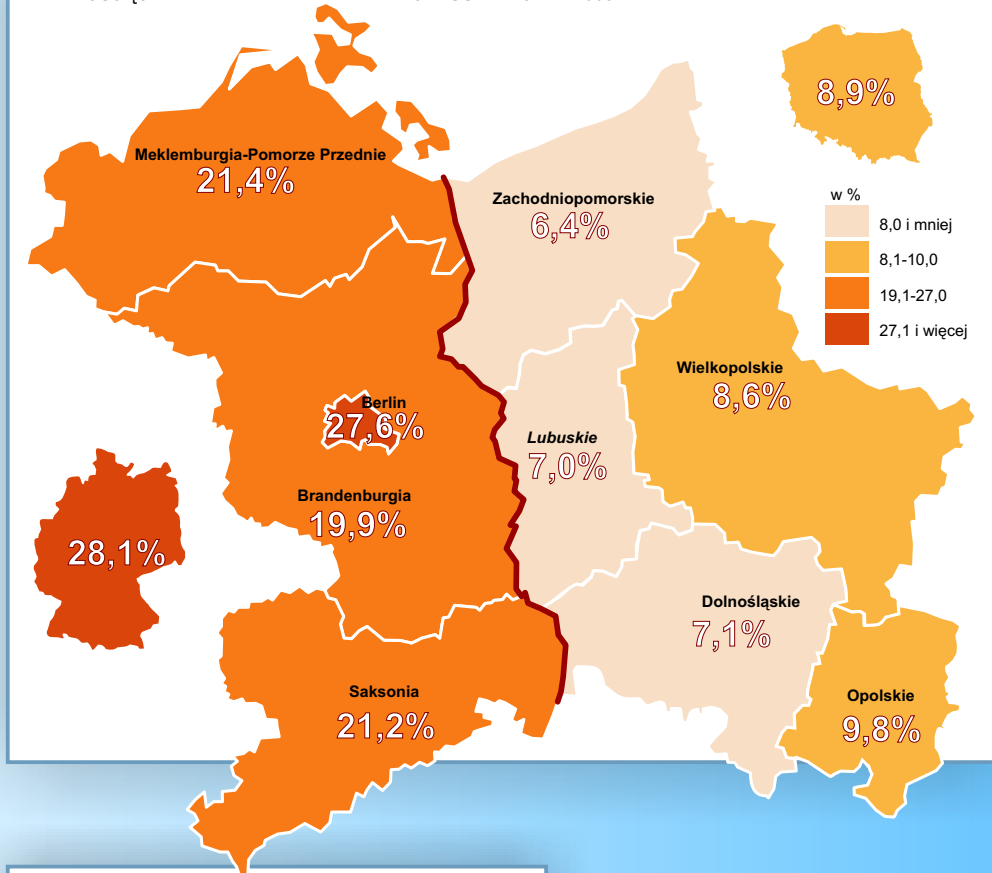 8,9%
Meklemburgia-Pomorze Przednie
21,4%
Zachodniopomorskie
6,4%
w %
8,0 i mniej
8,1-10,0
19,1-27,0
27,1 i więcej
Wielkopolskie
8,6%
Berlin
27,6%
Lubuskie
7,0%
Brandenburgia
19,9%
28,1%
Dolnośląskie
7,1%
Saksonia
21,2%
Opolskie
9,8%